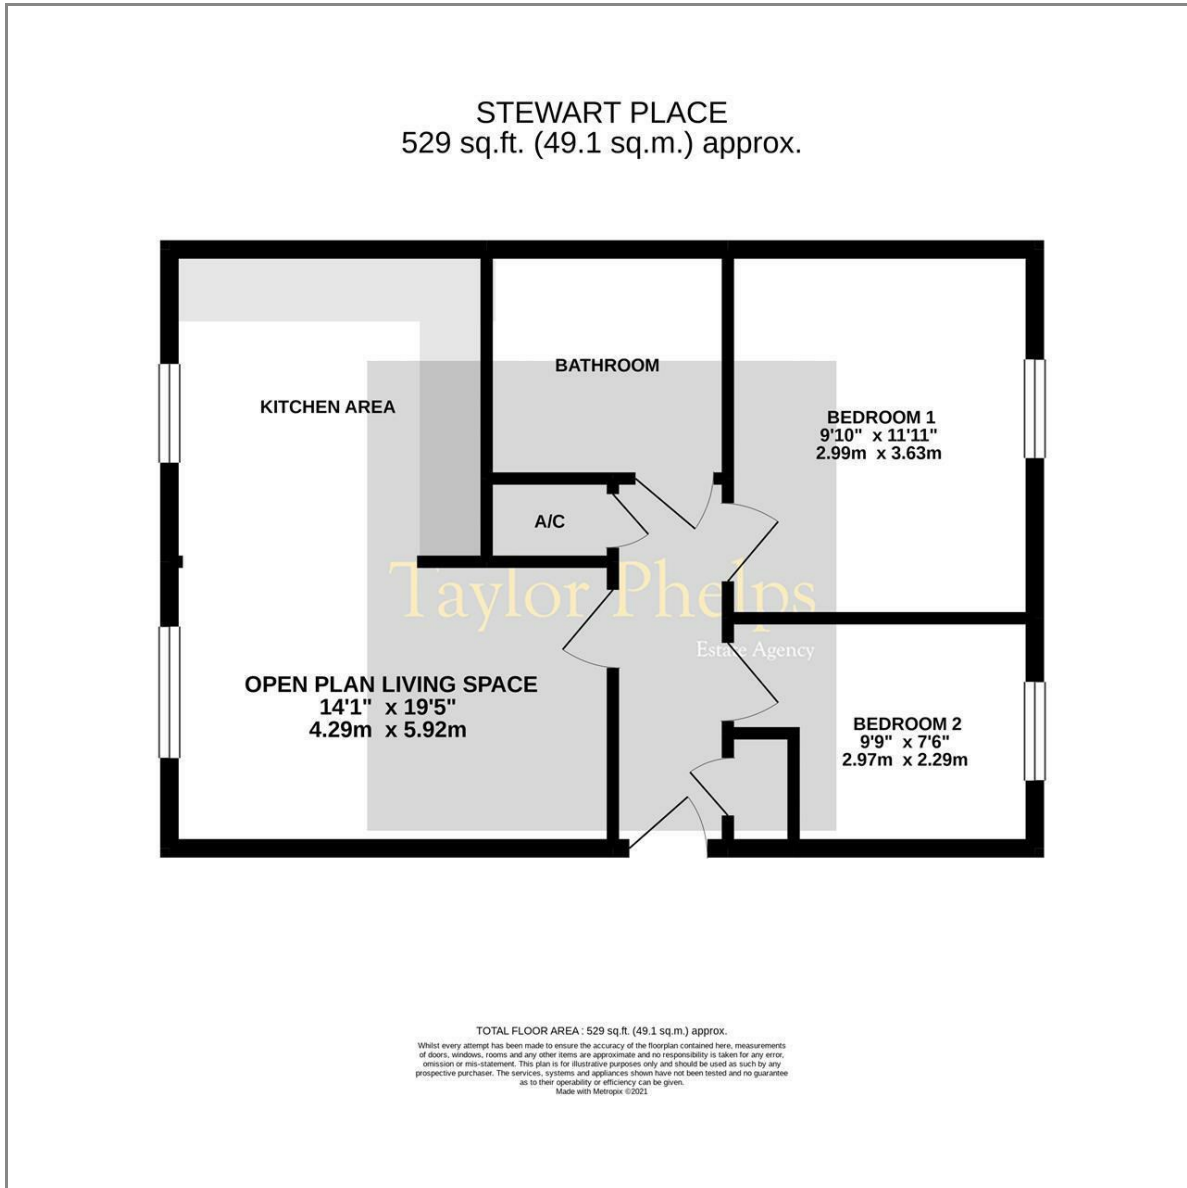 STEWART PLACE
529 sq.ft. (49.1 sq.m.) approx.
BATHROOM
KITCHEN AREA
BEDROOM 1
9'10" x 11'11"
2.99m x 3.63m
A/C
Taylor Phelps
Estate Agency
OPEN PLAN LIVING SPACE
14'1" x 19'5"
4.29m x 5.92m
BEDROOM 2
9'9" x 7'6"
2.97m x 2.29m
TOTAL FLOOR AREA : 529 sq.ft. (49.1 sq.m.) approx.
Whilst every attempt has been made to ensure the accuracy of the floorplan contained here, measurements
of doors, windows, rooms and any other items are approximate and no responsibility is taken for any error,
omission or mis-statement. This plan is for illustrative purposes only and should be used as such by any
prospective purchaser. The services, systems and appliances shown have not been tested and no guarantee
as to their operability or efficiency can be given.
Made with Metropix ©2021